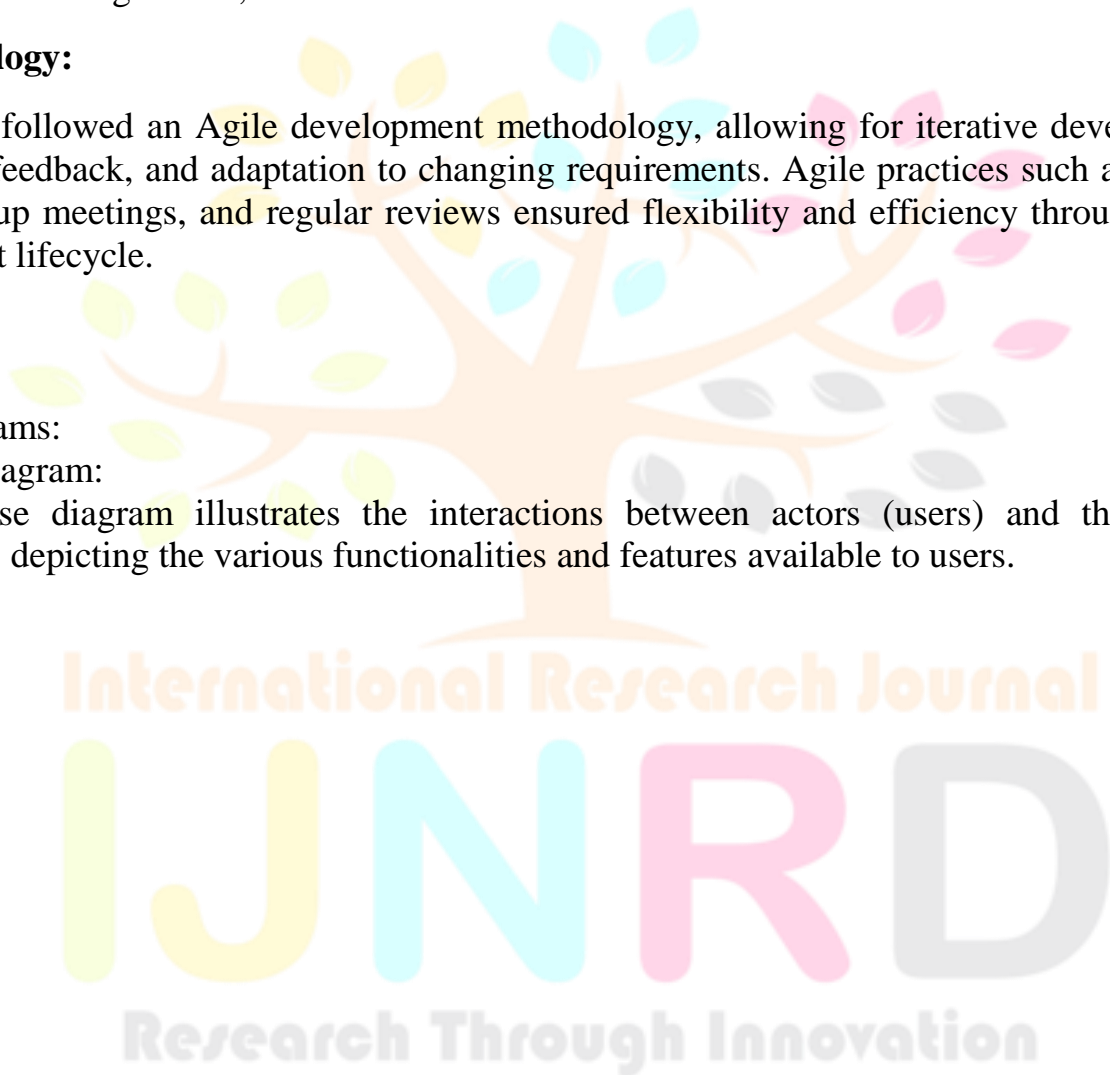 logy:
followed an Agile development methodology, allowing for iterative deve
feedback, and adaptation to changing requirements. Agile practices such a
up meetings, and regular reviews ensured flexibility and efficiency throu
t lifecycle.
ams:
agram:
se diagram illustrates the interactions between actors (users) and th
depicting the various functionalities and features available to users.
International Research Journal
IJNRD
Research Through Innovation